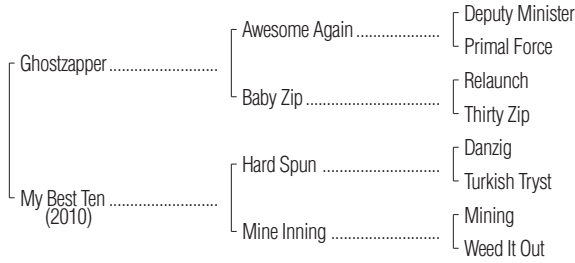 Deputy Minister
Awesome Again ....................
Primal Force
Ghostzapper ..........................
Relaunch
Baby Zip ................................
Thirty Zip
Danzig
Hard Spun ............................
Turkish Tryst
My Best Ten ..........................
(2010)
Mining
Mine Inning ..........................
Weed It Out